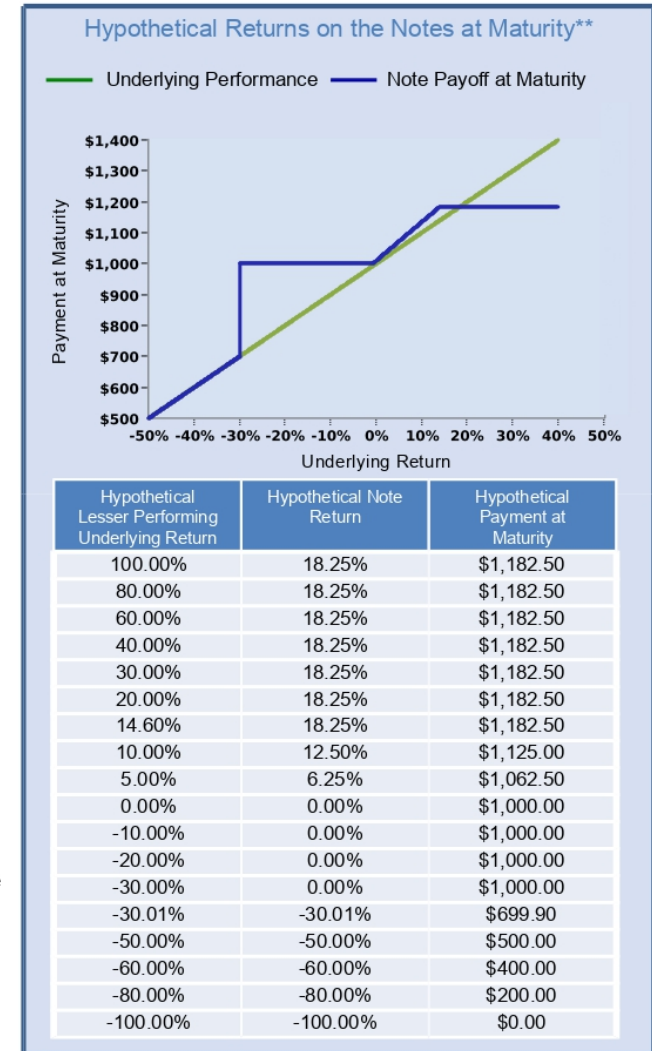 Hypothetical Returns on the Notes at Maturity**
Underlying Performance Note Payoff at Maturity
$1,400
$1,300
$1,200
$1,100
$1,000
$900
$800
$700
$600
$500
Payment at Maturity
-50% -40% -30% -20% -10% 0% 10% 20% 30% 40% 50%
Underlying Return
Hypothetical Lesser Performing Underlying Return Hypothetical Note Return Hypothetical Payment at Maturity
100.00% 18.25% $1,182.50
80.00% 18.25% $1,182.50
60.00% 18.25% $1,182.50
40.00% 18.25% $1,182.50
30.00% 18.25% $1,182.50
20.00% 18.25% $1,182.50
14.60% 18.25% $1,182.50
10.00% 12.50% $1,125.00
5.00% 6.25% $1,062.50
0.00% 0.00% $1,000.00
-10.00% 0.00% $1,000.00
-20.00% 0.00% $1,000.00
-30.00% 0.00% $1,000.00
-30.01% -30.01% $699.90
-50.00% -50.00% $500.00
-60.00% -60.00% $400.00
-80.00% -80.00% $200.00
-100.00% -100.00% $0.00